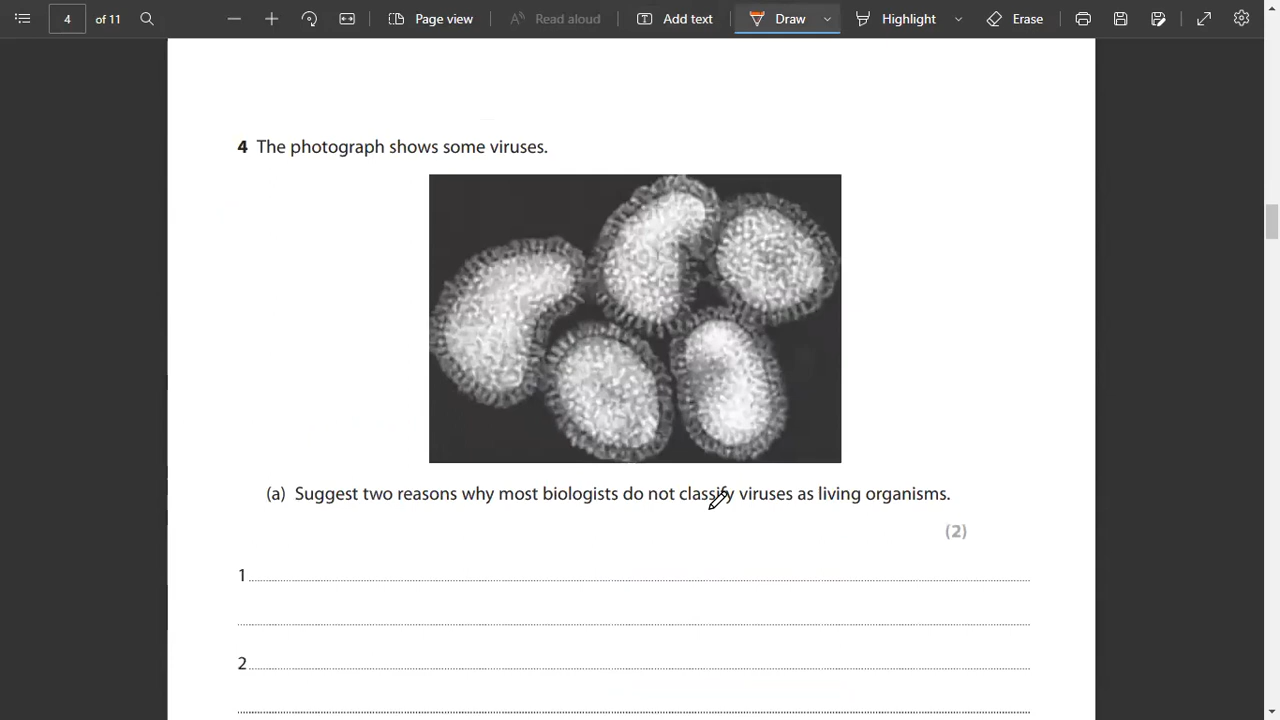 4 of 11 Page view Read aloud Add text Draw Highlight Erase
4 The photograph shows some viruses.
(a) Suggest two reasons why most biologists do not classify viruses as living organisms.
(2)
1
2